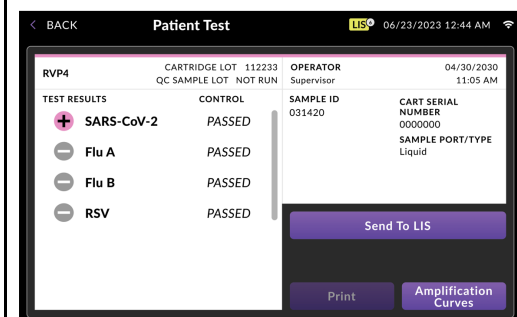 < BACK Patient Test LIS 6 06/23/2023 12:44 AM
RVP4 CARTRIDGE LOT 112233
QC SAMPLE LOT NOT RUN
OPERATOR 04/30/2030
Supervisor 11:05 AM
TEST RESULTS CONTROL
+ SARS-CoV-2 PASSED
− Flu A PASSED
− Flu B PASSED
− RSV PASSED
SAMPLE ID
031420
CART SERIAL
NUMBER
0000000
SAMPLE PORT/TYPE
Liquid
Send To LIS
Print
Amplification
Curves